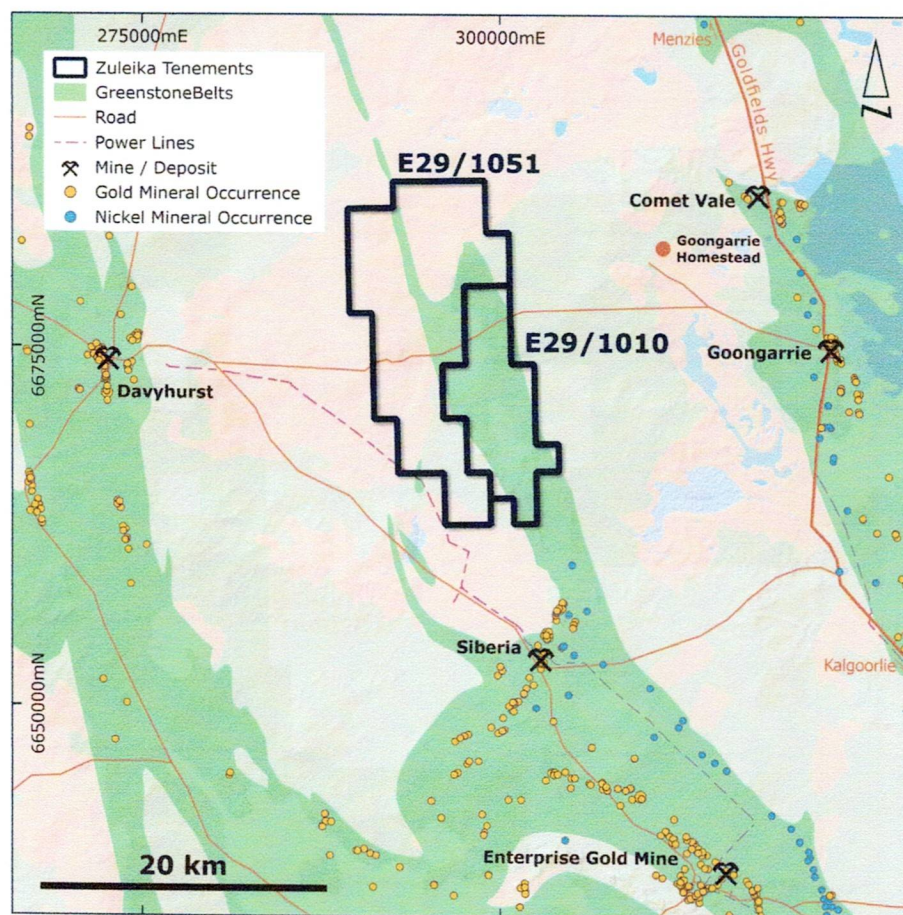 275000mE
300000mE
Zuleika Tenements
GreenstoneBelts
Road
Power Lines
Mine / Deposit
Gold Mineral Occurrence
Nickel Mineral Occurrence
Menzies
Goldfields Hwy
N
E29/1051
Comet Vale
Goongarrie
Homestead
6675000mN
E29/1010
Goongarrie
Davyhurst
Siberia
Kalgoorlie
6650000mN
Enterprise Gold Mine
20 km